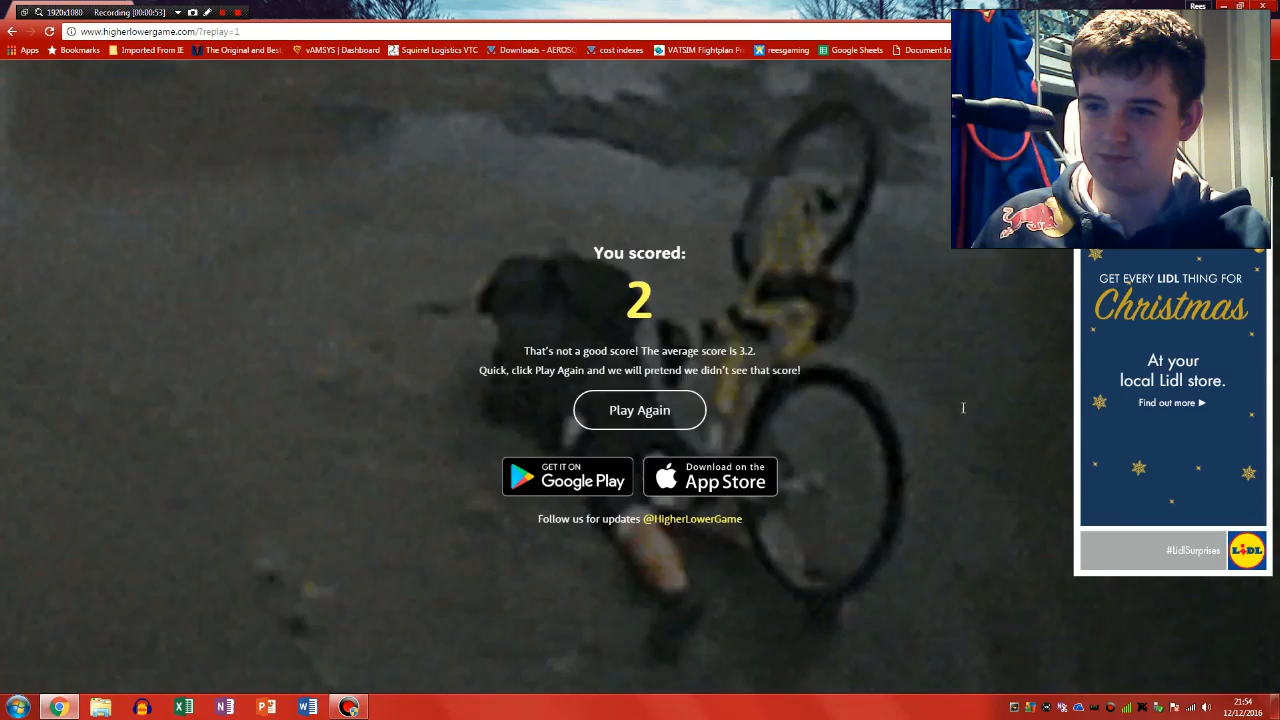 1920x1080 Recording [00:00:53]
Rees
www.higherlowergame.com/?replay=1
Apps Bookmarks Imported From IE The Original and Best, vAMSYS | Dashboard Squirrel Logistics VTC Downloads - AEROSO cost indexes VATSIM Flightplan Pr reesgaming Google Sheets Document In
You scored:
2
That's not a good score! The average score is 3.2.
Quick, click Play Again and we will pretend we didn't see that score!
Play Again
GET IT ON
Google Play
Download on the
App Store
Follow us for updates @HigherLowerGame
GET EVERY LIDL THING FOR
Christmas
At your
local Lidl store.
Find out more ►
#LidlSurprises
LIDL
Red Bull
21:54
12/12/2016